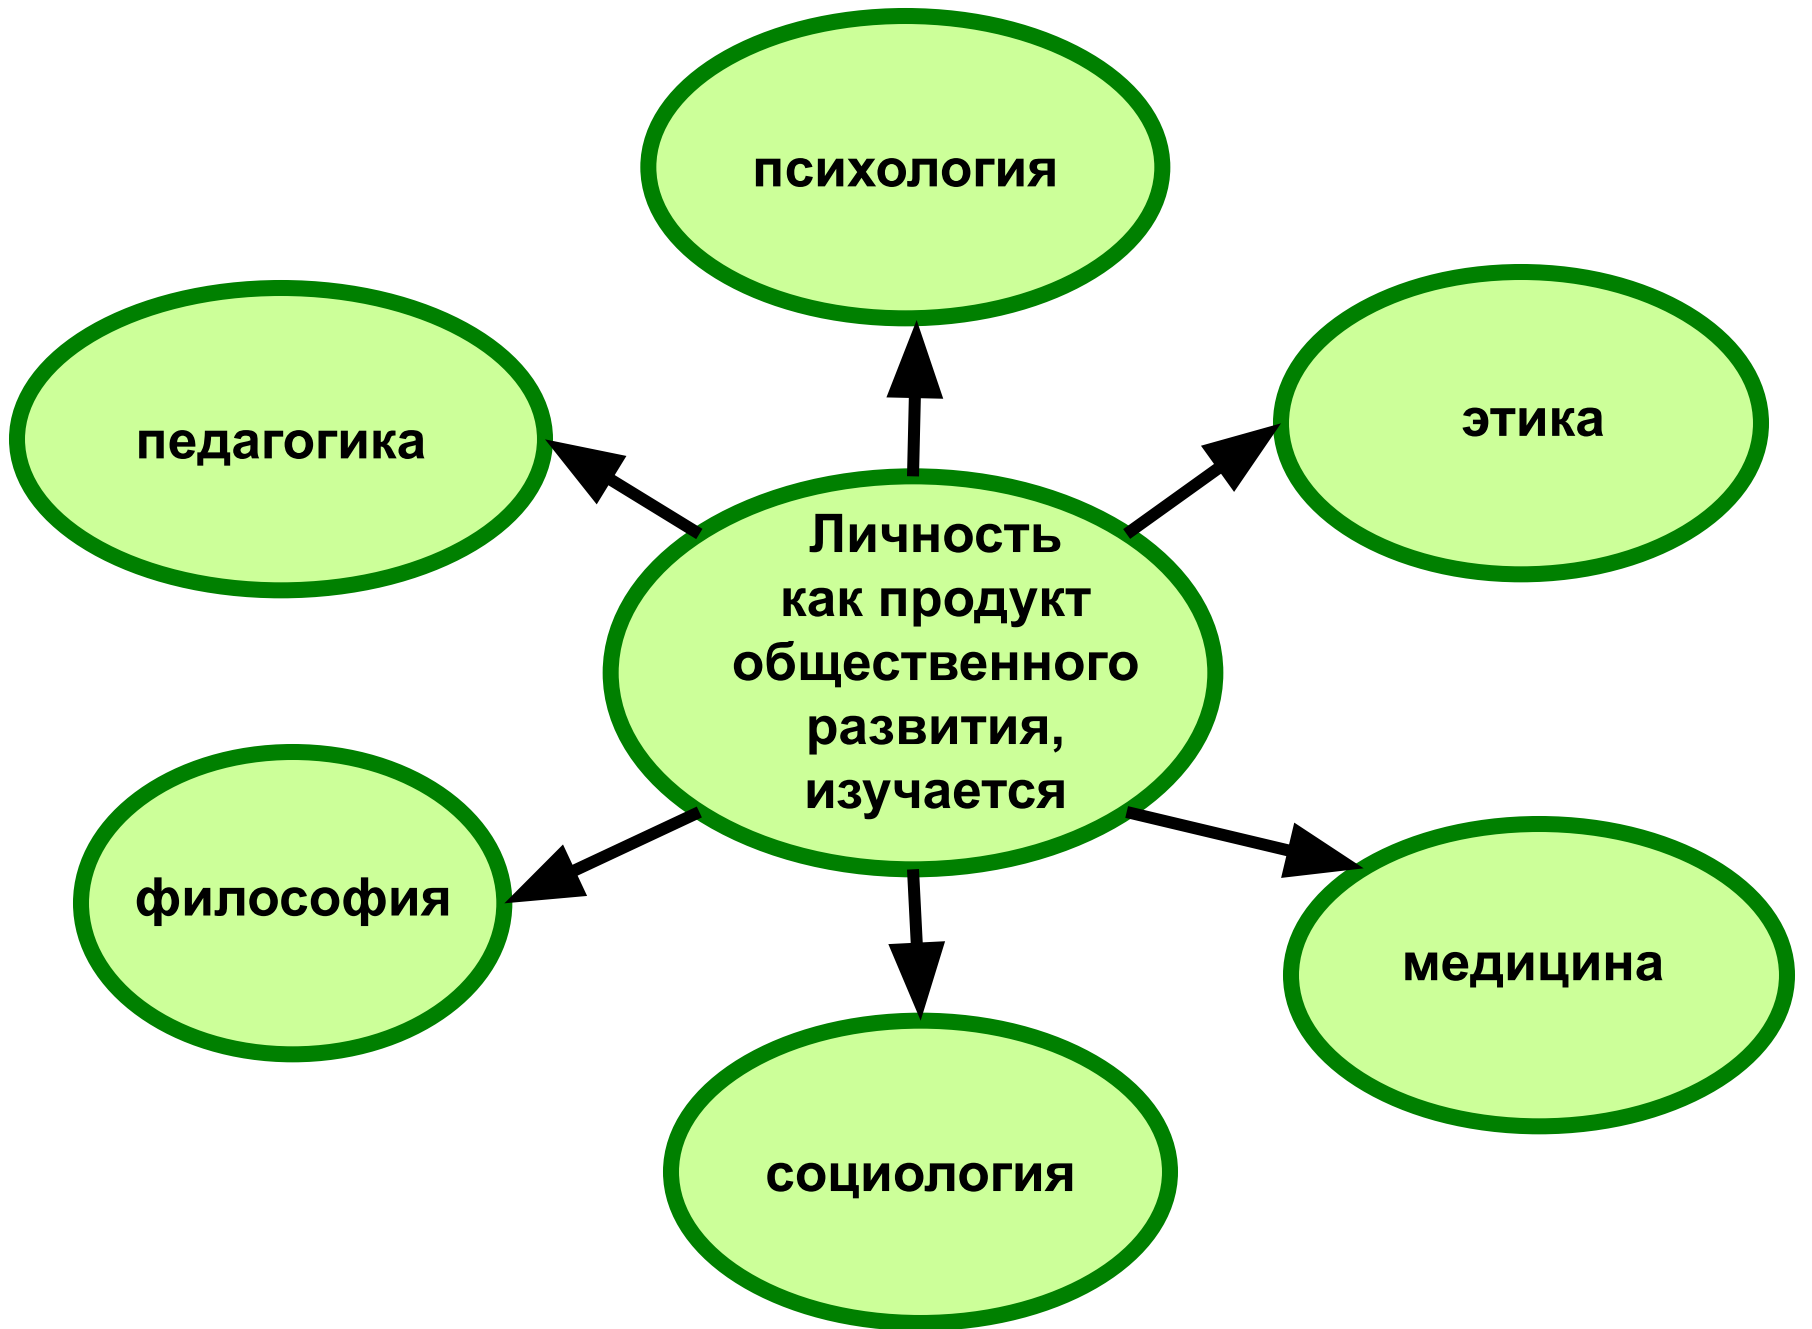 психология
этика
педагогика
Личность
как продукт
общественного
развития,
изучается
философия
медицина
социология